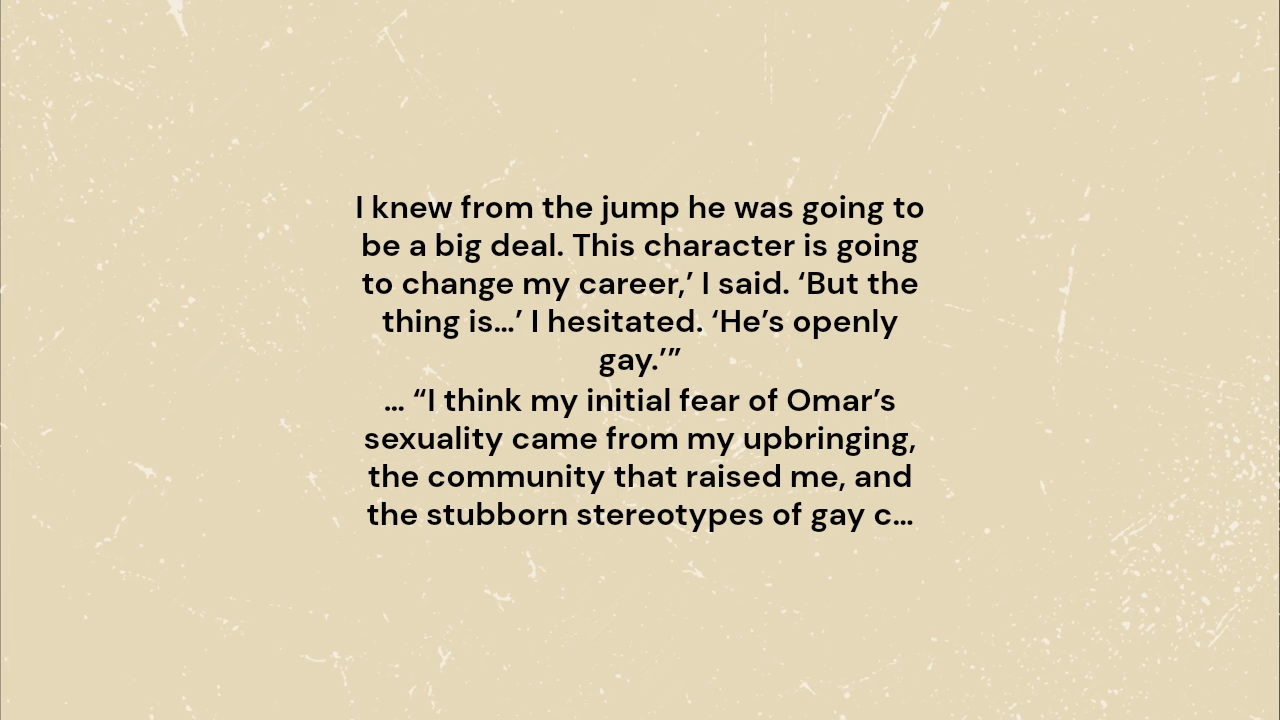 I knew from the jump he was going to
be a big deal. This character is going
to change my career,’ I said. ‘But the
thing is…’ I hesitated. ‘He’s openly
gay.’”
… “I think my initial fear of Omar’s
sexuality came from my upbringing,
the community that raised me, and
the stubborn stereotypes of gay c…